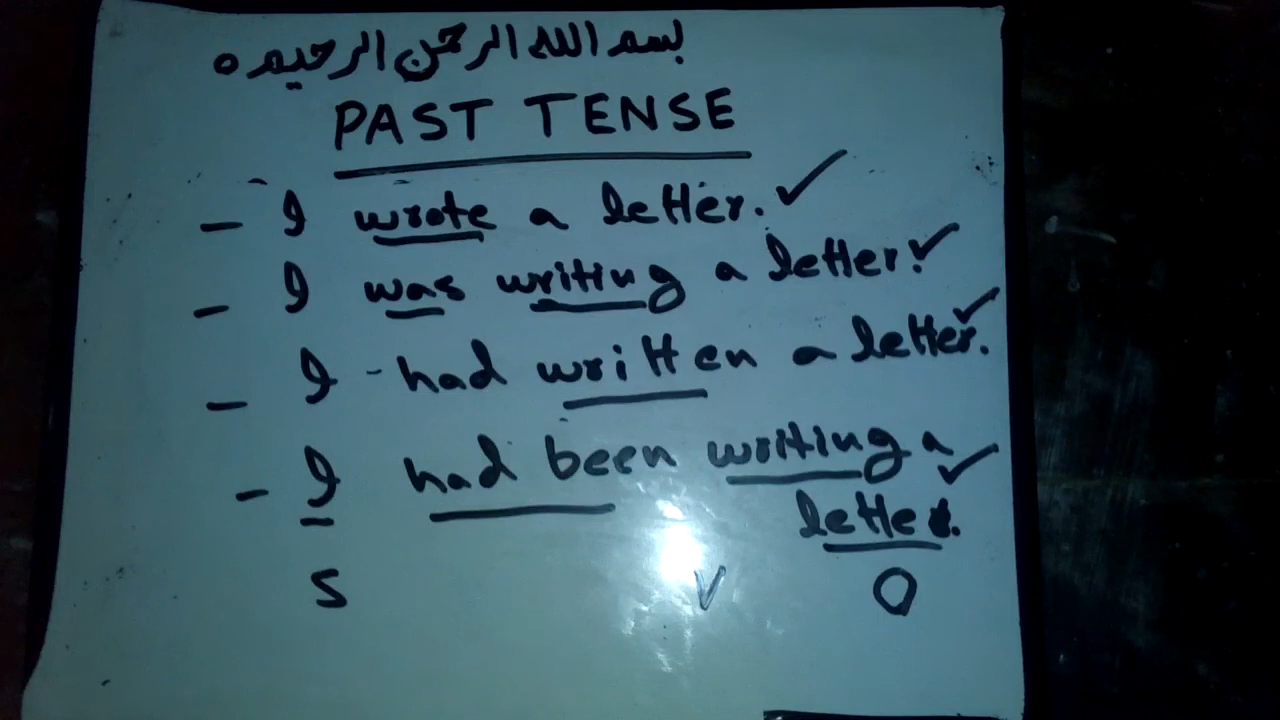 بسم الله الرحمن الرحيم ه
PAST TENSE
- I wrote a letter. ✓
- I was writing a letter. ✓
- I had written a letter. ✓
- I had been writing a ✓
letter.
S V O